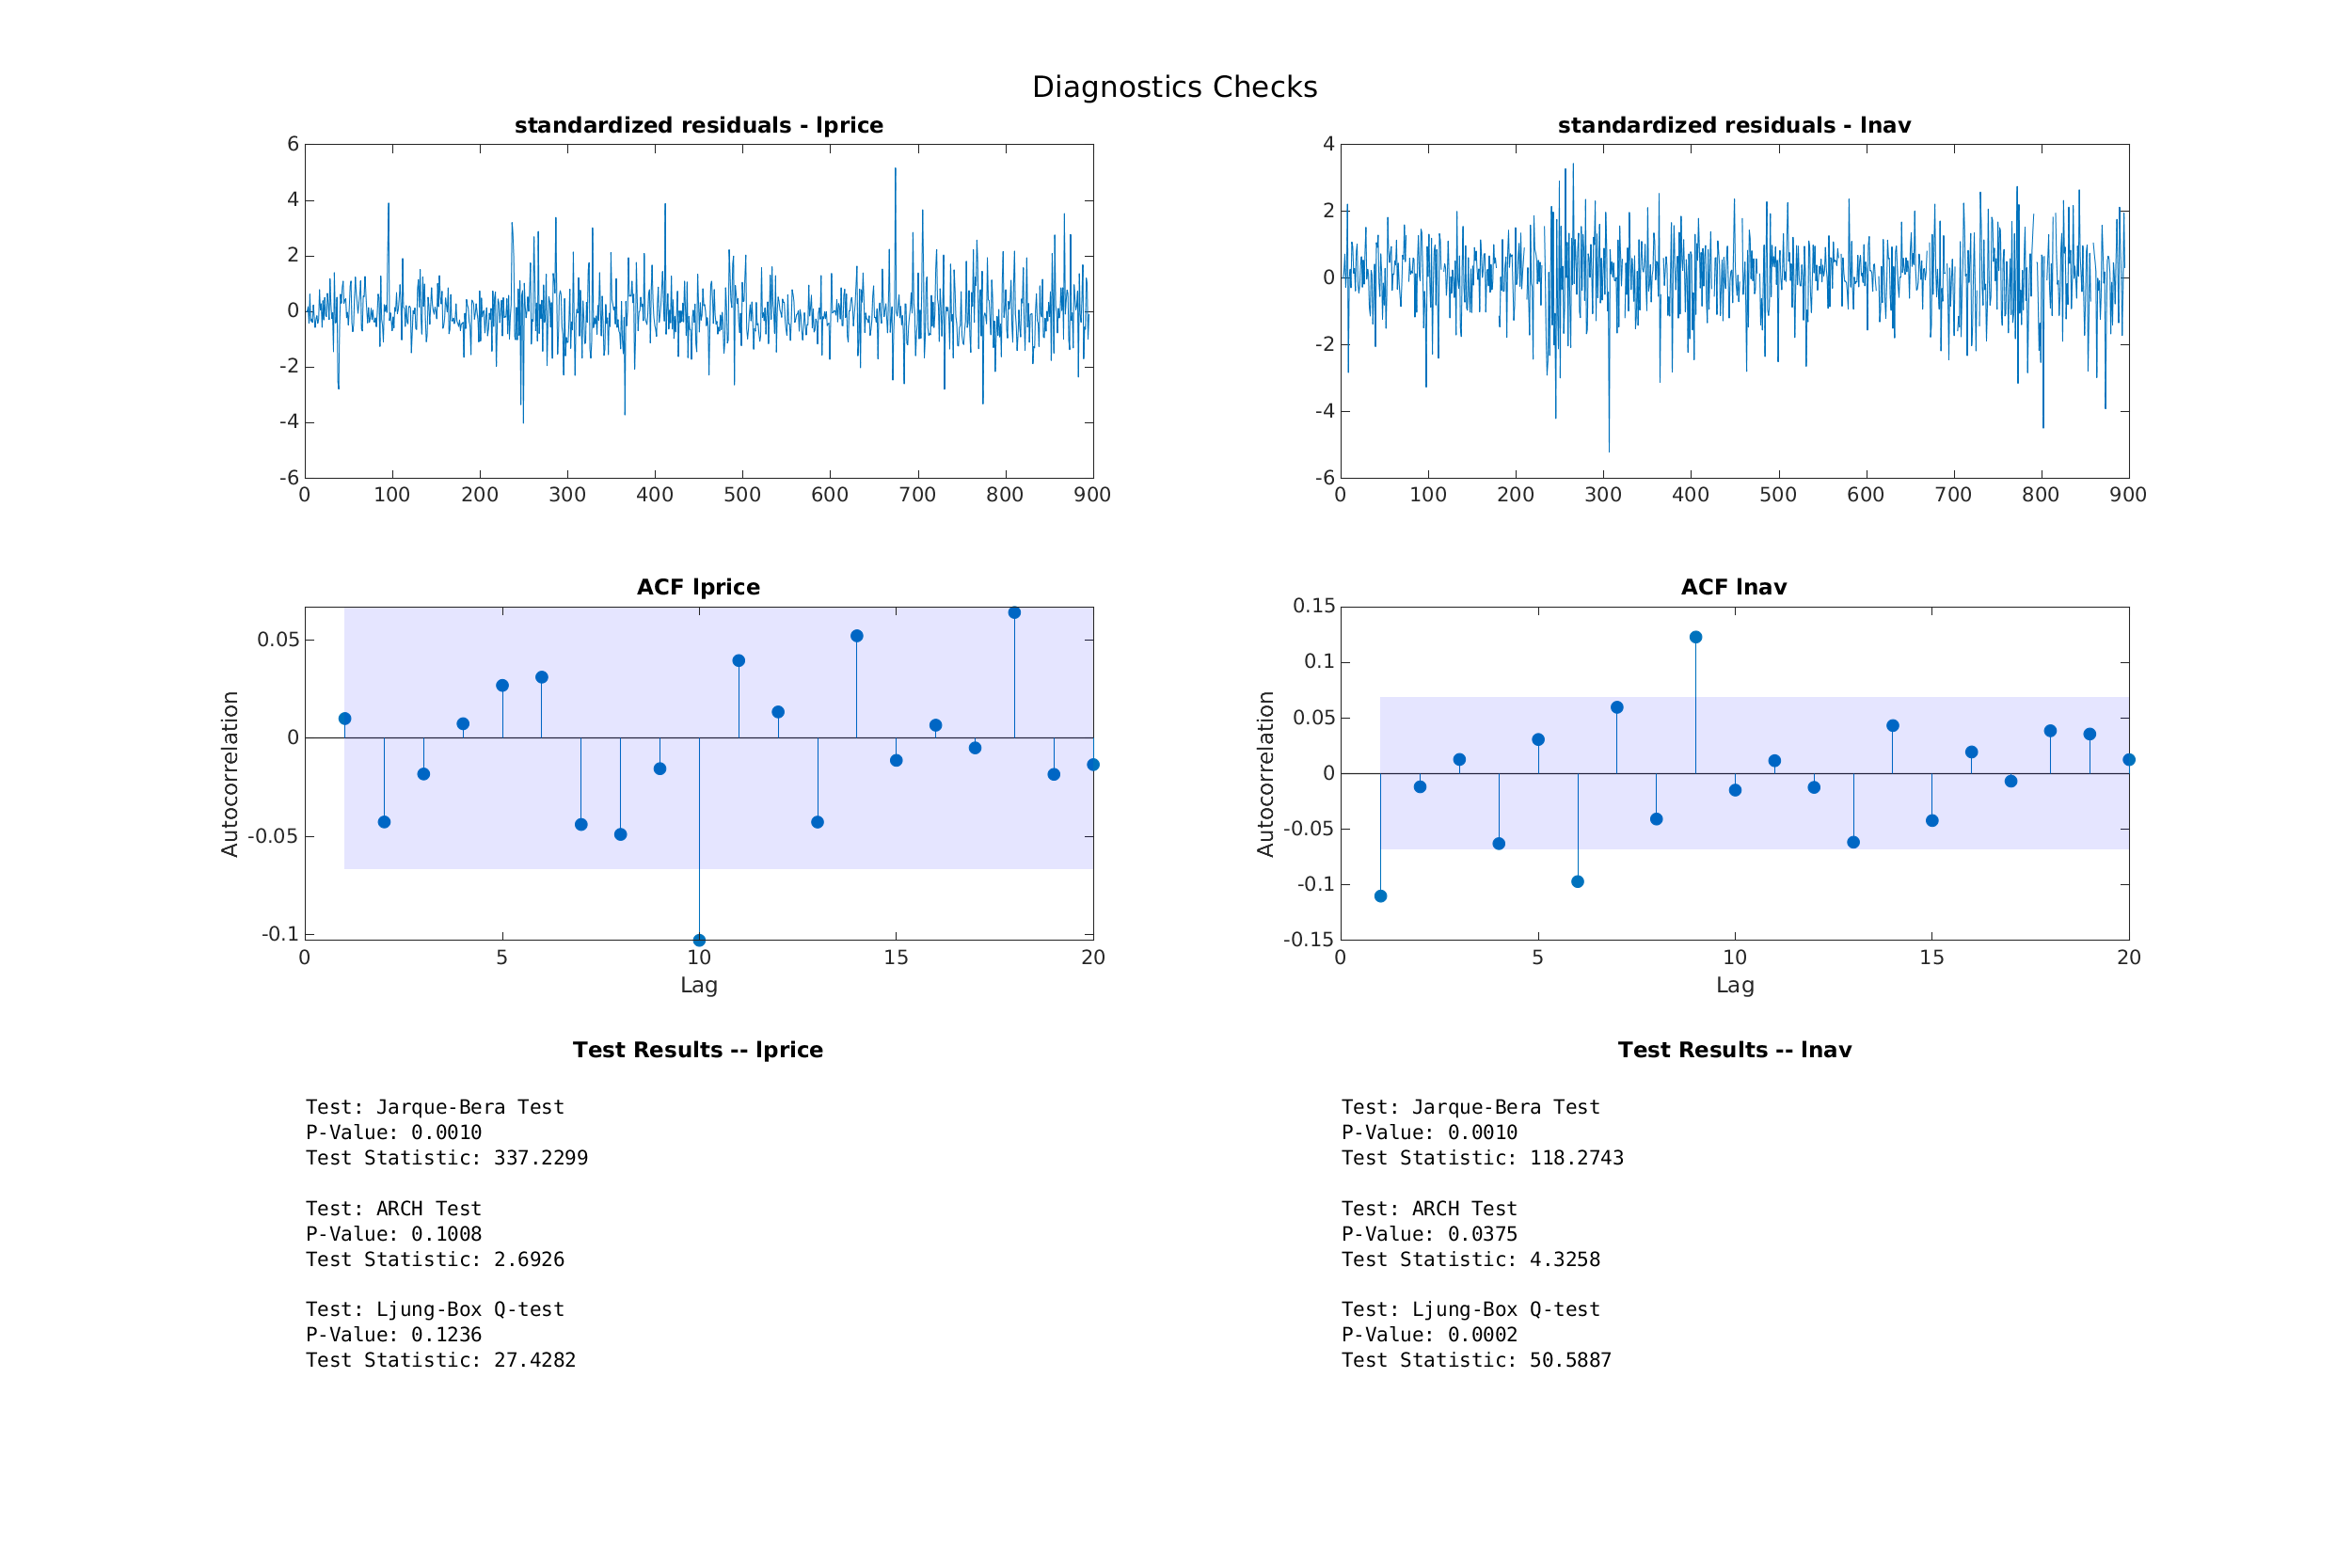 Diagnostics Checks
standardized residuals - lprice
6
4
2
0
-2
-4
-6
0 100 200 300 400 500 600 700 800 900
standardized residuals - lnav
4
2
0
-2
-4
-6
0 100 200 300 400 500 600 700 800 900
ACF lprice
Autocorrelation
0.05
0
-0.05
-0.1
0 5 10 15 20
Lag
ACF lnav
Autocorrelation
0.15
0.1
0.05
0
-0.05
-0.1
-0.15
0 5 10 15 20
Lag
Test Results -- lprice
Test: Jarque-Bera Test
P-Value: 0.0010
Test Statistic: 337.2299
Test: ARCH Test
P-Value: 0.1008
Test Statistic: 2.6926
Test: Ljung-Box Q-test
P-Value: 0.1236
Test Statistic: 27.4282
Test Results -- lnav
Test: Jarque-Bera Test
P-Value: 0.0010
Test Statistic: 118.2743
Test: ARCH Test
P-Value: 0.0375
Test Statistic: 4.3258
Test: Ljung-Box Q-test
P-Value: 0.0002
Test Statistic: 50.5887